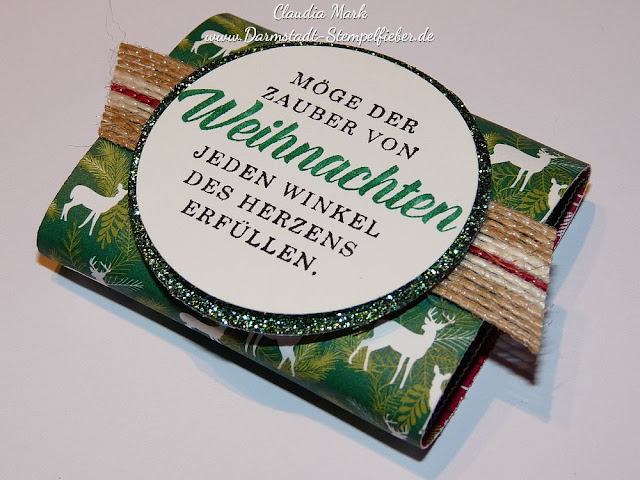 Claudia Mark
www.Darmstadt-Stempelfieber.de
MÖGE DER
ZAUBER VON
Weihnachten
JEDEN WINKEL
DES HERZENS
ERFÜLLEN.